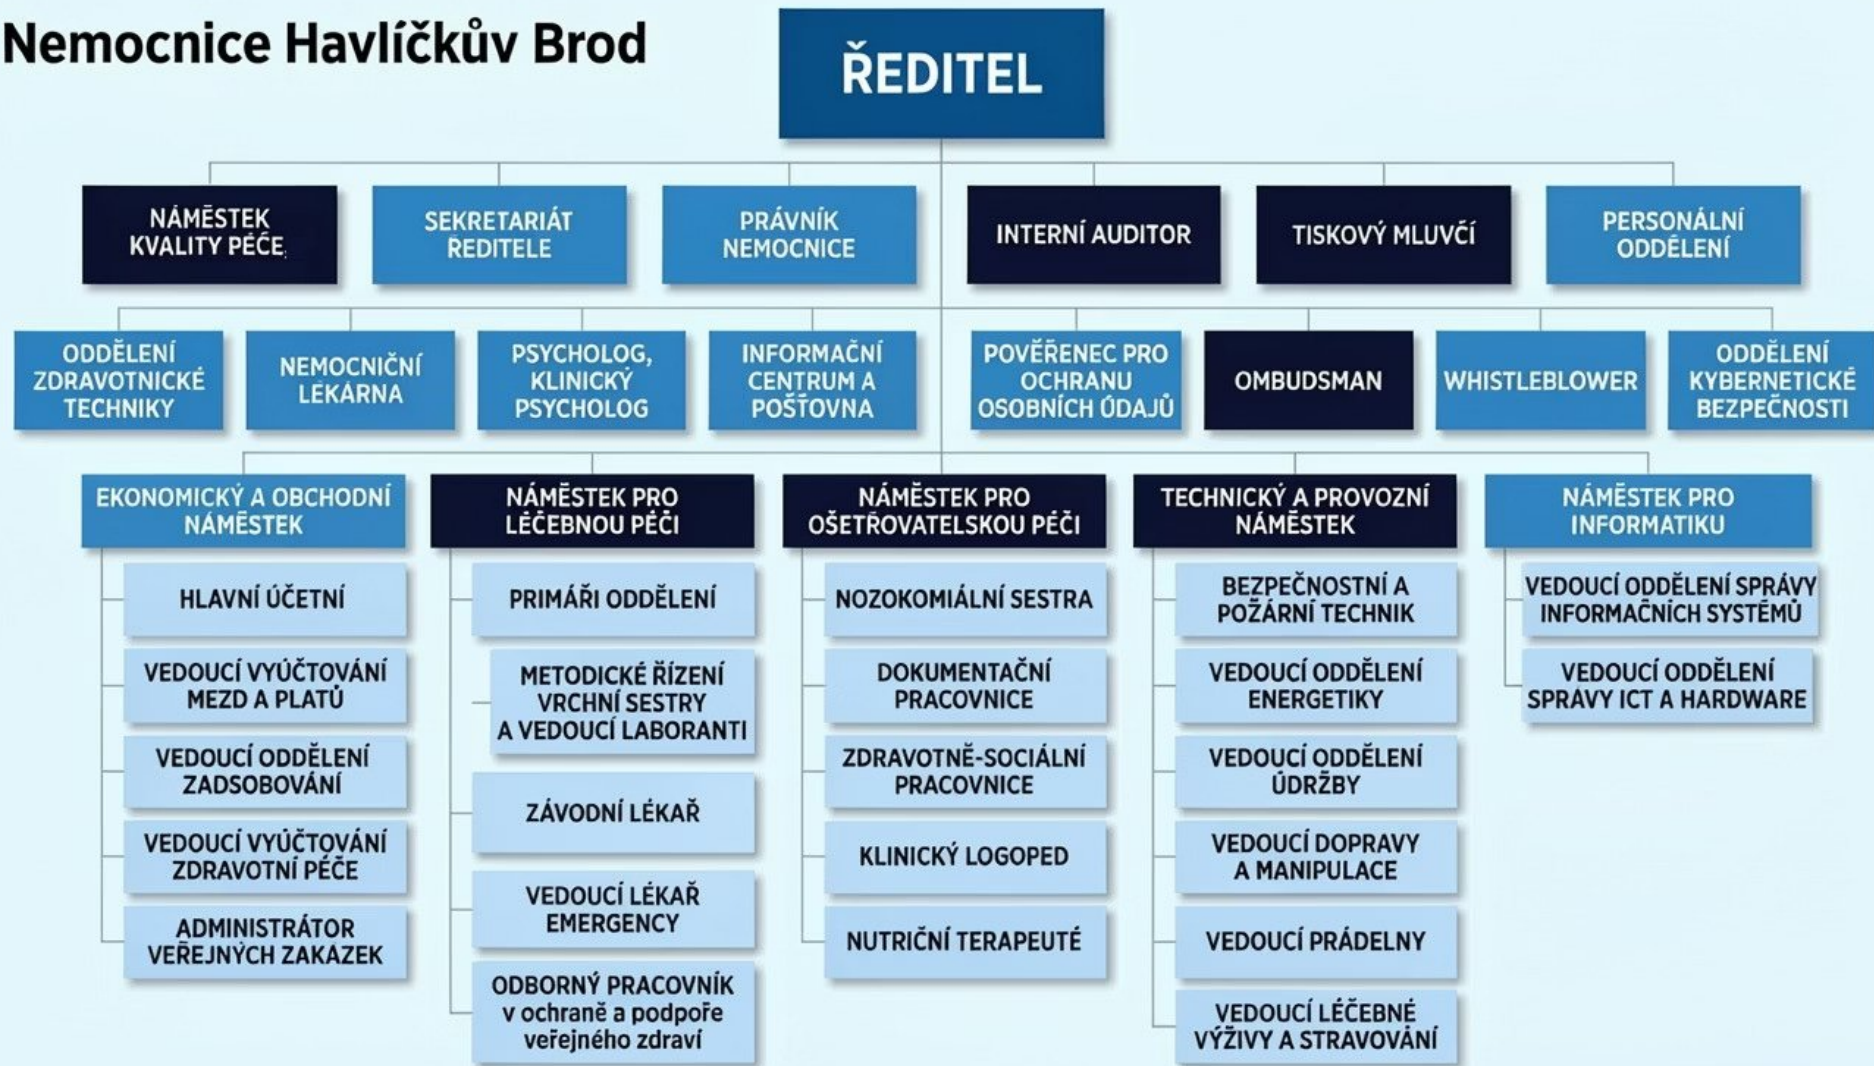 Nemocnice Havlíčkův Brod
ŘEDITEL
NÁMĚSTEK
KVALITY PÉČE
SEKRETARIÁT
ŘEDITELE
PRÁVNÍK
NEMOCNICE
INTERNÍ AUDITOR
TISKOVÝ MLUVČÍ
PERSONÁLNÍ
ODDĚLENÍ
ODDĚLENÍ
ZDRAVOTNICKÉ
TECHNIKY
NEMOCNIČNÍ
LÉKÁRNA
PSYCHOLOG,
KLINICKÝ
PSYCHOLOG
INFORMAČNÍ
CENTRUM A
POŠŤOVNA
POVĚŘENEC PRO
OCHRANU
OSOBNÍCH ÚDAJŮ
OMBUDSMAN
WHISTLEBLOWER
ODDĚLENÍ
KYBERNETICKÉ
BEZPEČNOSTI
EKONOMICKÝ A OBCHODNÍ
NÁMĚSTEK
HLAVNÍ ÚČETNÍ
VEDOUCÍ VYÚČTOVÁNÍ
MEZD A PLATŮ
VEDOUCÍ ODDĚLENÍ
ZADSOBOVÁNÍ
VEDOUCÍ VYÚČTOVÁNÍ
ZDRAVOTNÍ PÉČE
ADMINISTRÁTOR
VEŘEJNÝCH ZAKÁZEK
NÁMĚSTEK PRO
LÉČEBNOU PÉČI
PRIMÁŘI ODDĚLENÍ
METODICKÉ ŘÍZENÍ
VRCHNÍ SESTRY
A VEDOUCÍ LABORANTI
ZÁVODNÍ LÉKAŘ
VEDOUCÍ LÉKAŘ
EMERGENCY
ODBORNÝ PRACOVNÍK
v ochraně a podpoře
veřejného zdraví
NÁMĚSTEK PRO
OŠETŘOVATELSKOU PÉČI
NOZOKOMIÁLNÍ SESTRA
DOKUMENTAČNÍ
PRACOVNICE
ZDRAVOTNĚ-SOCIÁLNÍ
PRACOVNICE
KLINICKÝ LOGOPED
NUTRIČNÍ TERAPEUTÉ
TECHNICKÝ A PROVOZNÍ
NÁMĚSTEK
BEZPEČNOSTNÍ A
POŽÁRNÍ TECHNIK
VEDOUCÍ ODDĚLENÍ
ENERGETIKY
VEDOUCÍ ODDĚLENÍ
ÚDRŽBY
VEDOUCÍ DOPRAVY
A MANIPULACE
VEDOUCÍ PRÁDELNY
VEDOUCÍ LÉČEBNÉ
VÝŽIVY A STRAVOVÁNÍ
NÁMĚSTEK PRO
INFORMATIKU
VEDOUCÍ ODDĚLENÍ SPRÁVY
INFORMAČNÍCH SYSTÉMŮ
VEDOUCÍ ODDĚLENÍ
SPRÁVY ICT A HARDWARE